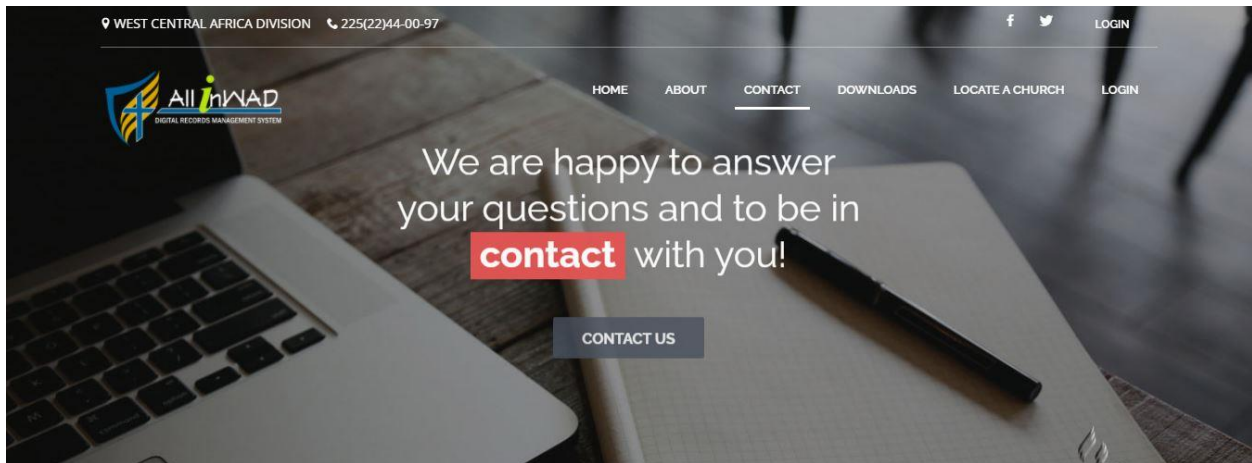 WEST CENTRAL AFRICA DIVISION 225(22)44-00-97 LOGIN
All inWAD
DIGITAL RECORDS MANAGEMENT SYSTEM
HOME ABOUT CONTACT DOWNLOADS LOCATE A CHURCH LOGIN
We are happy to answer
your questions and to be in
contact with you!
CONTACT US